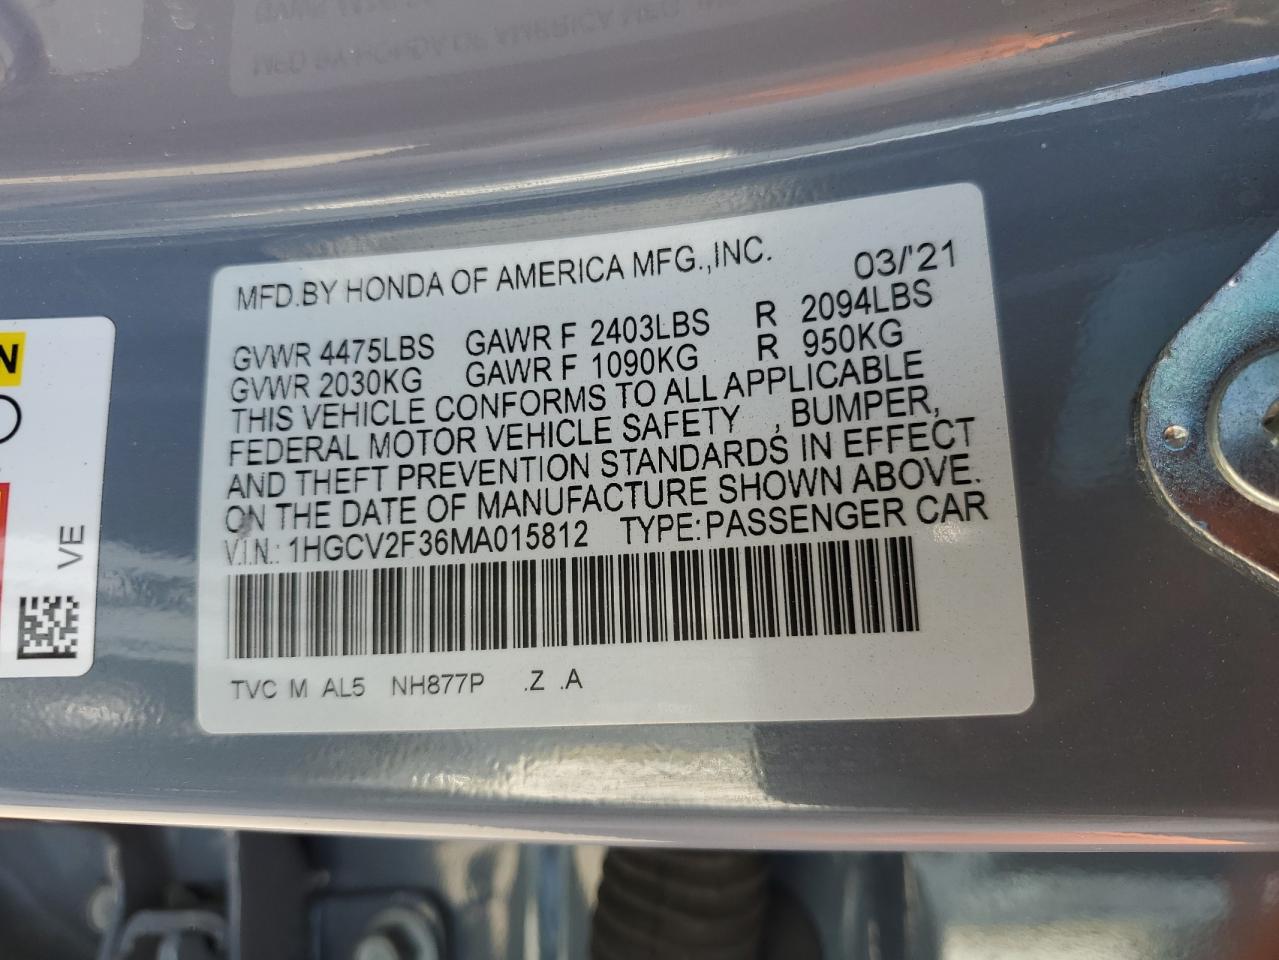 MFD.BY HONDA OF AMERICA MFG.,INC. 03/'21
GVWR 4475LBS GAWR F 2403LBS R 2094LBS
GVWR 2030KG GAWR F 1090KG R 950KG
THIS VEHICLE CONFORMS TO ALL APPLICABLE
FEDERAL MOTOR VEHICLE SAFETY , BUMPER,
AND THEFT PREVENTION STANDARDS IN EFFECT
ON THE DATE OF MANUFACTURE SHOWN ABOVE.
V.I.N.: 1HGCV2F36MA015812 TYPE:PASSENGER CAR
TVC M AL5 NH877P .Z .A
N
VE